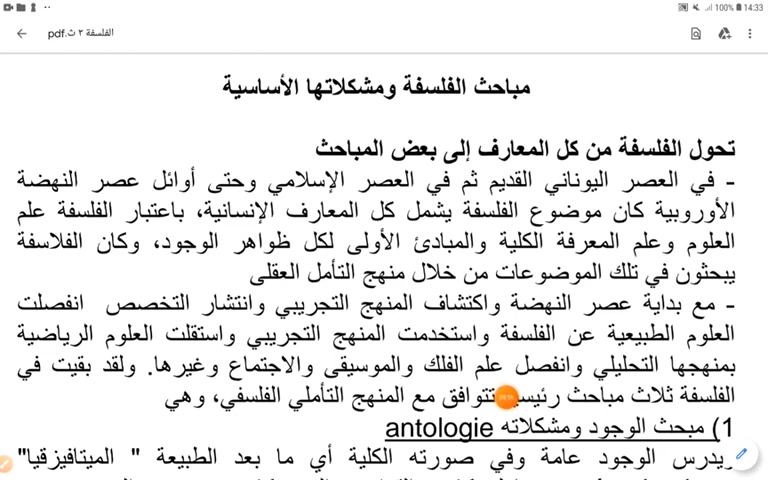 100% 14:33
الفلسفة ٢ ث.pdf
مباحث الفلسفة ومشكلاتها الأساسية
تحول الفلسفة من كل المعارف إلى بعض المباحث
- في العصر اليوناني القديم ثم في العصر الإسلامي وحتى أوائل عصر النهضة
الأوروبية كان موضوع الفلسفة يشمل كل المعارف الإنسانية، باعتبار الفلسفة علم
العلوم وعلم المعرفة الكلية والمبادئ الأولى لكل ظواهر الوجود، وكان الفلاسفة
يبحثون في تلك الموضوعات من خلال منهج التأمل العقلى
- مع بداية عصر النهضة واكتشاف المنهج التجريبي وانتشار التخصص انفصلت
العلوم الطبيعية عن الفلسفة واستخدمت المنهج التجريبي واستقلت العلوم الرياضية
بمنهجها التحليلي وانفصل علم الفلك والموسيقى والاجتماع وغيرها. ولقد بقيت في
الفلسفة ثلاث مباحث تتوافق مع المنهج التأملي الفلسفي، وهي
1) مبحث الوجود ومشكلاته antologie
ويدرس الوجود عامة وفي صورته الكلية أي ما بعد الطبيعة " الميتافيزقيا"